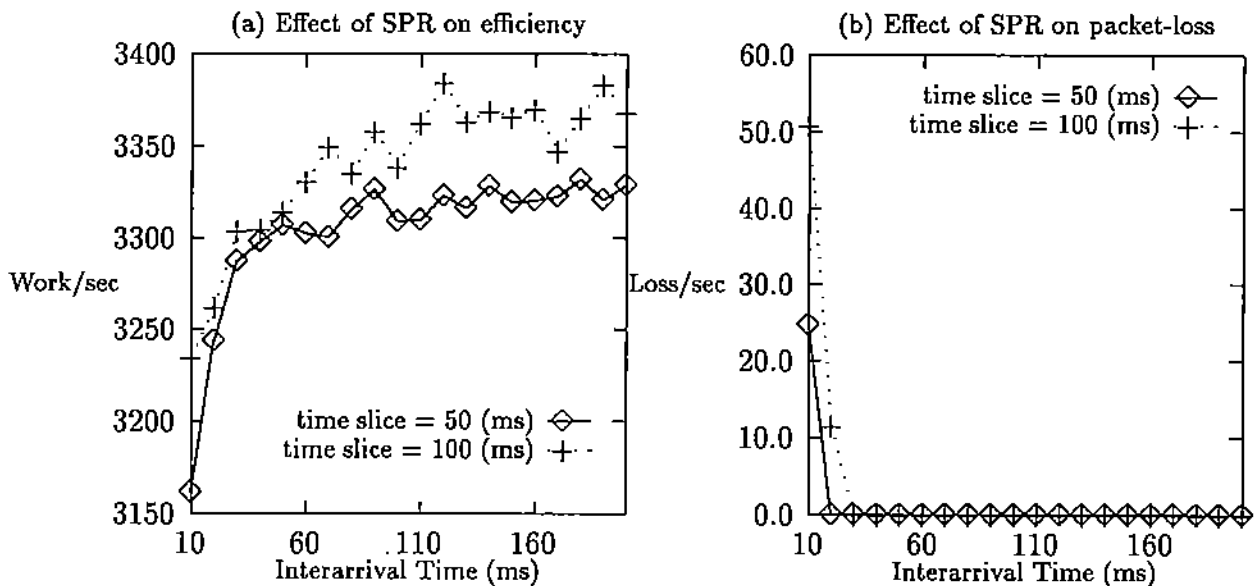 (a) Effect of SPR on efficiency
3400
3350
3300
Work/sec
3250
3200
3150
time slice = 50 (ms)
time slice = 100 (ms)
10
60
110
160
Interarrival Time (ms)
(b) Effect of SPR on packet-loss
60.0
50.0
40.0
30.0
Loss/sec
20.0
10.0
0.0
time slice = 50 (ms)
time slice = 100 (ms)
10
60
110
160
Interarrival Time (ms)